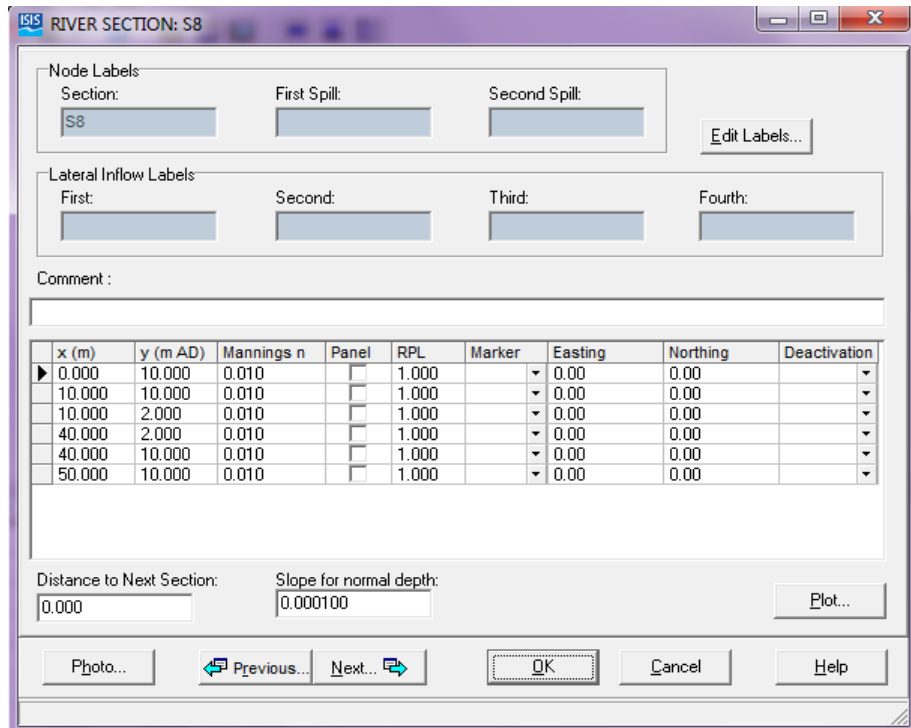 ISIS RIVER SECTION: S8
Node Labels
Section: First Spill: Second Spill:
S8
Edit Labels...
Lateral Inflow Labels
First: Second: Third: Fourth:
Comment :
x (m) y (m AD) Mannings n Panel RPL Marker Easting Northing Deactivation
0.000 10.000 0.010 1.000 0.00 0.00
10.000 10.000 0.010 1.000 0.00 0.00
10.000 2.000 0.010 1.000 0.00 0.00
40.000 2.000 0.010 1.000 0.00 0.00
40.000 10.000 0.010 1.000 0.00 0.00
50.000 10.000 0.010 1.000 0.00 0.00
Distance to Next Section: Slope for normal depth:
0.000 0.000100
Plot...
Photo... Previous... Next... OK Cancel Help